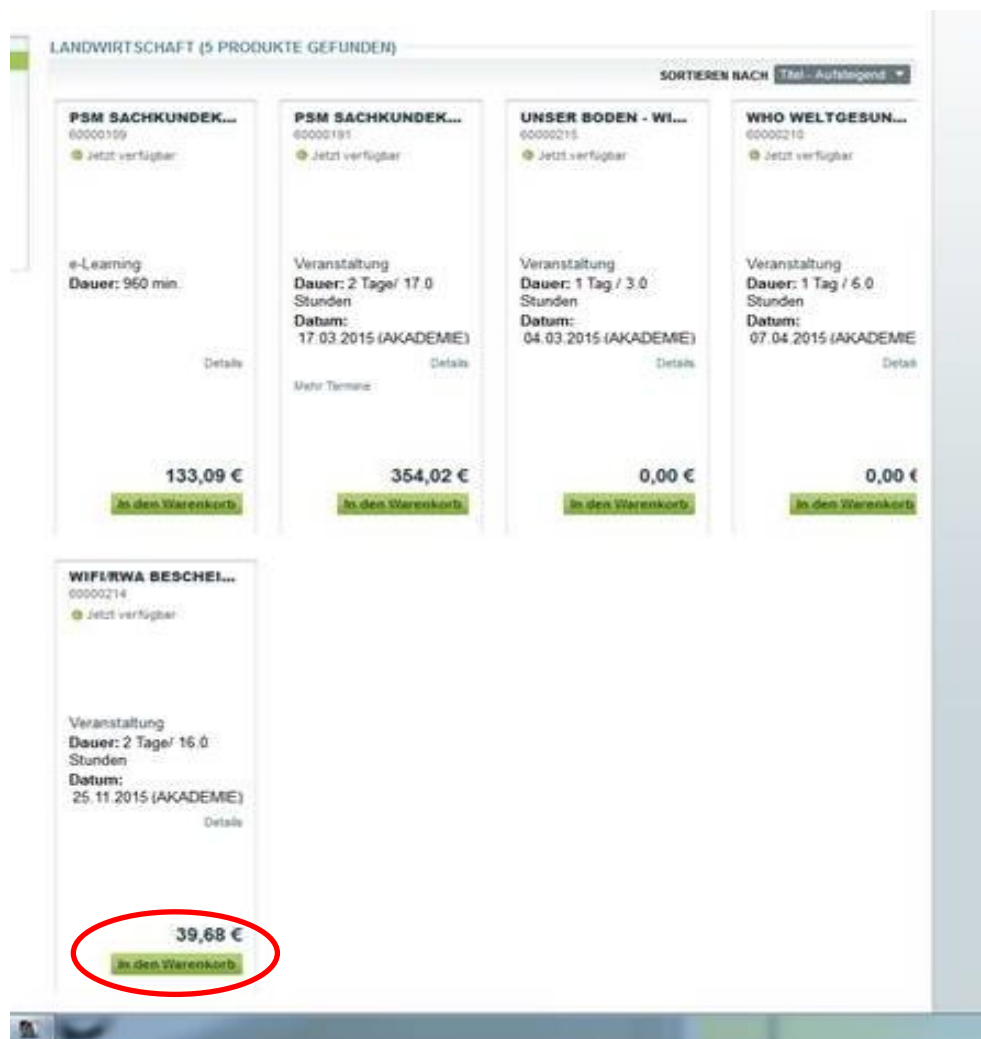 LANDWIRTSCHAFT (5 PRODUKTE GEFUNDEN)
SORTIEREN NACH Titel - Aufsteigend
PSM SACHKUNDEK...
60000199
Jetzt verfügbar
e-Learning
Dauer: 960 min.
Details
133,09 €
In den Warenkorb
PSM SACHKUNDEK...
60000191
Jetzt verfügbar
Veranstaltung
Dauer: 2 Tage/ 17.0
Stunden
Datum:
17.03.2015 (AKADEMIE)
Details
Mehr Termine
354,02 €
In den Warenkorb
UNSER BODEN - WI...
60000215
Jetzt verfügbar
Veranstaltung
Dauer: 1 Tag / 3.0
Stunden
Datum:
04.03.2015 (AKADEMIE)
Details
0,00 €
In den Warenkorb
WHO WELTGESUN...
60000210
Jetzt verfügbar
Veranstaltung
Dauer: 1 Tag / 6.0
Stunden
Datum:
07.04.2015 (AKADEMIE
Detail
0,00 €
In den Warenkorb
WIFI/RWA BESCHEI...
60000214
Jetzt verfügbar
Veranstaltung
Dauer: 2 Tage/ 16.0
Stunden
Datum:
25.11.2015 (AKADEMIE)
Details
39,68 €
In den Warenkorb